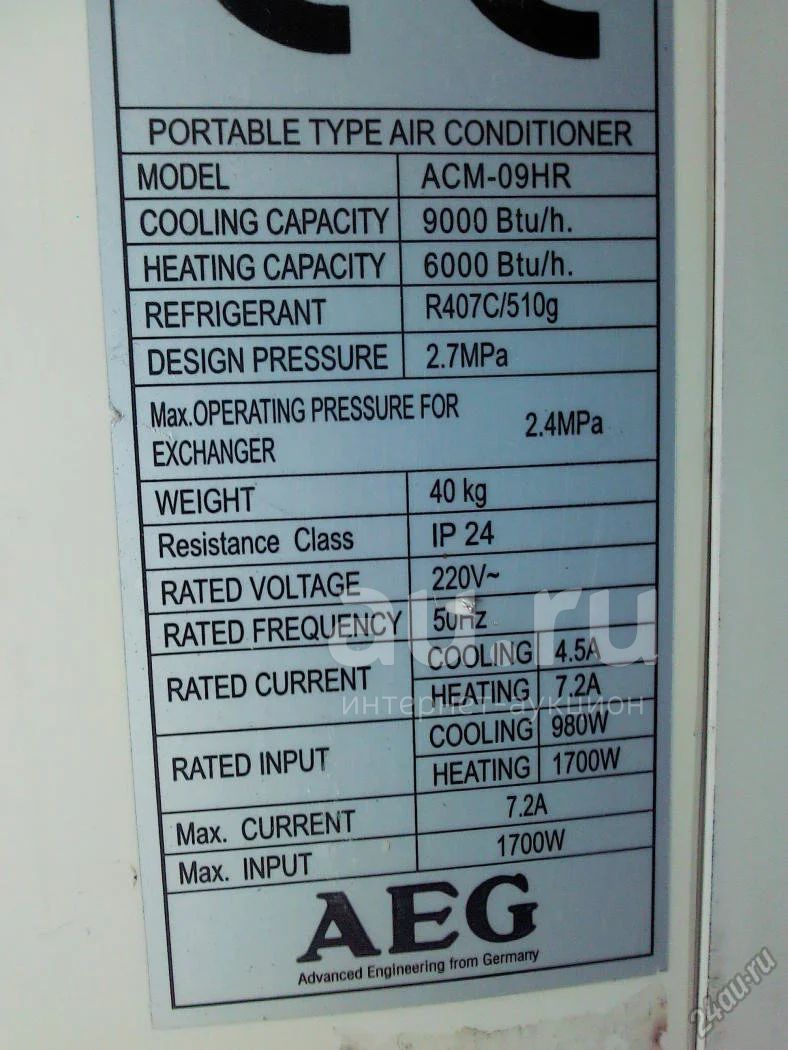 PORTABLE TYPE AIR CONDITIONER
MODEL ACM-09HR
COOLING CAPACITY 9000 Btu/h.
HEATING CAPACITY 6000 Btu/h.
REFRIGERANT R407C/510g
DESIGN PRESSURE 2.7MPa
Max.OPERATING PRESSURE FOR
EXCHANGER 2.4MPa
WEIGHT 40 kg
Resistance Class IP 24
RATED VOLTAGE 220V~
RATED FREQUENCY 50Hz
RATED CURRENT COOLING 4.5A
HEATING 7.2A
RATED INPUT COOLING 980W
HEATING 1700W
Max. CURRENT 7.2A
Max. INPUT 1700W
AEG
Advanced Engineering from Germany
au.ru
интернет-аукцион
24au.ru